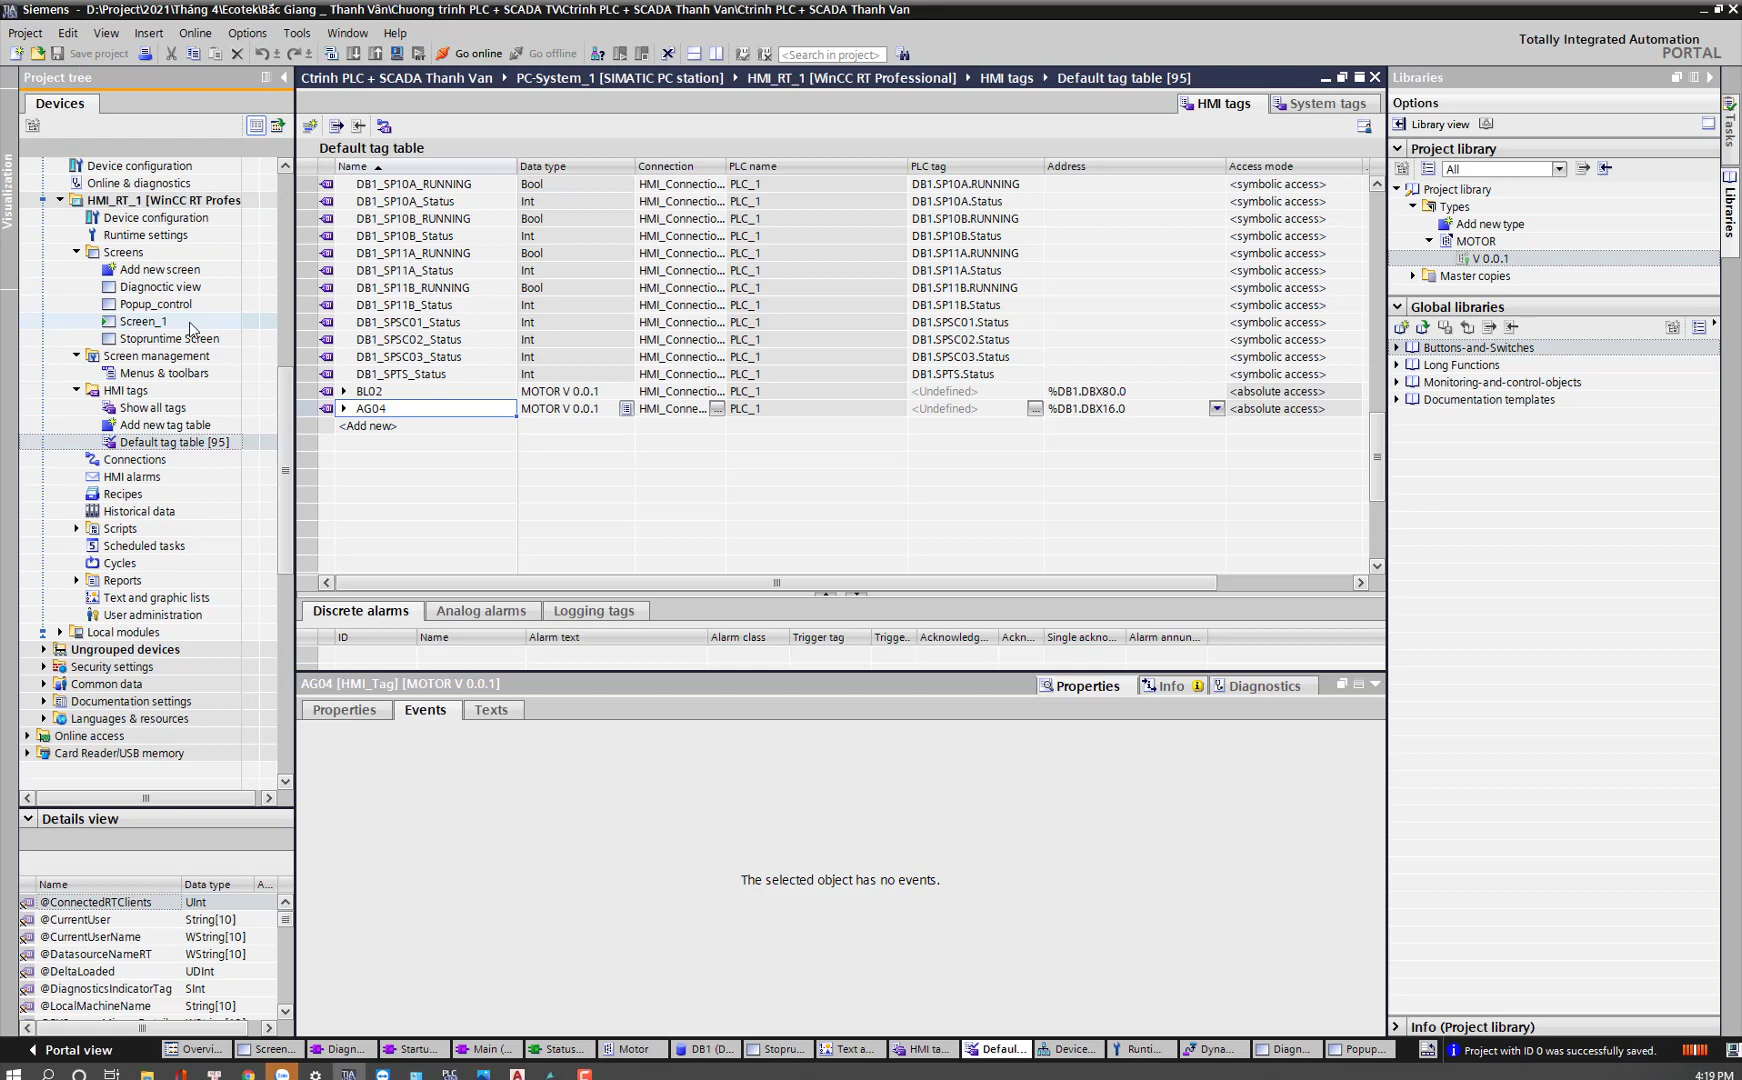 Siemens - D:\Project\2021\Tháng 4\Ecotek\Bắc Giang _ Thanh Vân\Chuong trình PLC + SCADA TV\Ctrinh PLC + SCADA Thanh Van\Ctrinh PLC + SCADA Thanh Van
Project Edit View Insert Online Options Tools Window Help
Totally Integrated Automation
PORTAL
Save project Go online Go offline <Search in project>
Project tree
Devices
Visualization
Device configuration
Online & diagnostics
HMI_RT_1 [WinCC RT Profes
Device configuration
Runtime settings
Screens
Add new screen
Diagnostic view
Popup_control
Screen_1
Stopruntime Screen
Screen management
Menus & toolbars
HMI tags
Show all tags
Add new tag table
Default tag table [95]
Connections
HMI alarms
Recipes
Historical data
Scripts
Scheduled tasks
Cycles
Reports
Text and graphic lists
User administration
Local modules
Ungrouped devices
Security settings
Common data
Documentation settings
Languages & resources
Online access
Card Reader/USB memory
Details view
Name Data type A...
@ConnectedRTClients UInt
@CurrentUser String[10]
@CurrentUserName WString[10]
@DatasourceNameRT WString[10]
@DeltaLoaded UDInt
@DiagnosticsIndicatorTag SInt
@LocalMachineName String[10]
Ctrinh PLC + SCADA Thanh Van PC-System_1 [SIMATIC PC station] HMI_RT_1 [WinCC RT Professional] HMI tags Default tag table [95]
HMI tags System tags
Default tag table
Name Data type Connection PLC name PLC tag Address Access mode
DB1_SP10A_RUNNING Bool HMI_Connectio... PLC_1 DB1.SP10A.RUNNING <symbolic access>
DB1_SP10A_Status Int HMI_Connectio... PLC_1 DB1.SP10A.Status <symbolic access>
DB1_SP10B_RUNNING Bool HMI_Connectio... PLC_1 DB1.SP10B.RUNNING <symbolic access>
DB1_SP10B_Status Int HMI_Connectio... PLC_1 DB1.SP10B.Status <symbolic access>
DB1_SP11A_RUNNING Bool HMI_Connectio... PLC_1 DB1.SP11A.RUNNING <symbolic access>
DB1_SP11A_Status Int HMI_Connectio... PLC_1 DB1.SP11A.Status <symbolic access>
DB1_SP11B_RUNNING Bool HMI_Connectio... PLC_1 DB1.SP11B.RUNNING <symbolic access>
DB1_SP11B_Status Int HMI_Connectio... PLC_1 DB1.SP11B.Status <symbolic access>
DB1_SPSC01_Status Int HMI_Connectio... PLC_1 DB1.SPSC01.Status <symbolic access>
DB1_SPSC02_Status Int HMI_Connectio... PLC_1 DB1.SPSC02.Status <symbolic access>
DB1_SPSC03_Status Int HMI_Connectio... PLC_1 DB1.SPSC03.Status <symbolic access>
DB1_SPTS_Status Int HMI_Connectio... PLC_1 DB1.SPTS.Status <symbolic access>
BL02 MOTOR V 0.0.1 HMI_Connectio... PLC_1 <Undefined> %DB1.DBX80.0 <absolute access>
AG04 MOTOR V 0.0.1 HMI_Conne... PLC_1 <Undefined> %DB1.DBX16.0 <absolute access>
<Add new>
Discrete alarms Analog alarms Logging tags
ID Name Alarm text Alarm class Trigger tag Trigge.. Acknowledg... Ackn... Single ackno... Alarm annun...
AG04 [HMI_Tag] [MOTOR V 0.0.1]
Properties Info Diagnostics
Properties Events Texts
The selected object has no events.
Libraries
Options
Library view
Project library
All
Project library
Types
Add new type
MOTOR
V 0.0.1
Master copies
Global libraries
Buttons-and-Switches
Long Functions
Monitoring-and-control-objects
Documentation templates
Info (Project library)
Tasks
Libraries
Portal view Overvi... Screen... Diagn... Startu... Main (... Status... Motor DB1 (D... Stopru... Text a... HMI ta... Defaul... Device... Runti... Dyna... Diagn... Popup... Project with ID 0 was successfully saved.
4:19 PM